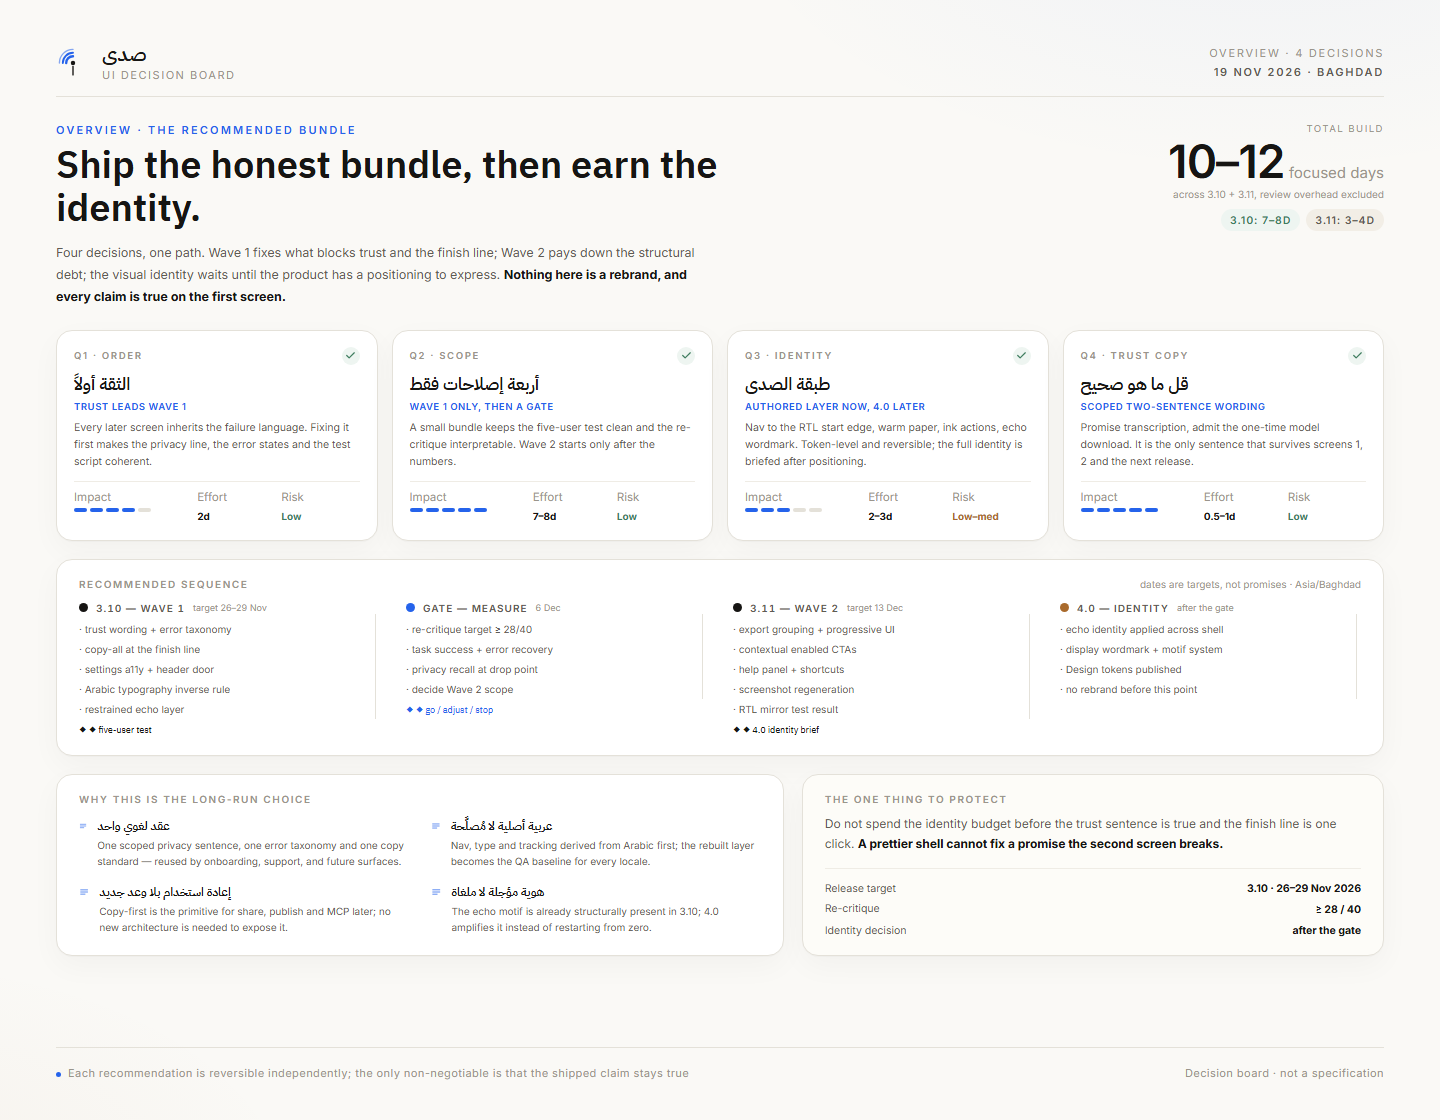 صدى
UI DECISION BOARD
OVERVIEW · 4 DECISIONS
19 NOV 2026 · BAGHDAD
OVERVIEW · THE RECOMMENDED BUNDLE
Ship the honest bundle, then earn the
identity.
Four decisions, one path. Wave 1 fixes what blocks trust and the finish line; Wave 2 pays down the structural
debt; the visual identity waits until the product has a positioning to express. Nothing here is a rebrand, and
every claim is true on the first screen.
TOTAL BUILD
10–12 focused days
across 3.10 + 3.11, review overhead excluded
3.10: 7–8D
3.11: 3–4D
Q1 · ORDER
الثقة أولاً
TRUST LEADS WAVE 1
Every later screen inherits the failure language. Fixing it
first makes the privacy line, the error states and the test
script coherent.
Impact
Effort
Risk
2d
Low
Q2 · SCOPE
أربعة إصلاحات فقط
WAVE 1 ONLY, THEN A GATE
A small bundle keeps the five-user test clean and the re-
critique interpretable. Wave 2 starts only after the
numbers.
Impact
Effort
Risk
7–8d
Low
Q3 · IDENTITY
طبقة الصدى
AUTHORED LAYER NOW, 4.0 LATER
Nav to the RTL start edge, warm paper, ink actions, echo
wordmark. Token-level and reversible; the full identity is
briefed after positioning.
Impact
Effort
Risk
2–3d
Low–med
Q4 · TRUST COPY
قل ما هو صحيح
SCOPED TWO-SENTENCE WORDING
Promise transcription, admit the one-time model
download. It is the only sentence that survives screens 1,
2 and the next release.
Impact
Effort
Risk
0.5–1d
Low
RECOMMENDED SEQUENCE
dates are targets, not promises · Asia/Baghdad
3.10 — WAVE 1 target 26–29 Nov
· trust wording + error taxonomy
· copy-all at the finish line
· settings a11y + header door
· Arabic typography inverse rule
· restrained echo layer
◆ ◆ five-user test
GATE — MEASURE 6 Dec
· re-critique target ≥ 28/40
· task success + error recovery
· privacy recall at drop point
· decide Wave 2 scope
◆ ◆ go / adjust / stop
3.11 — WAVE 2 target 13 Dec
· export grouping + progressive UI
· contextual enabled CTAs
· help panel + shortcuts
· screenshot regeneration
· RTL mirror test result
◆ ◆ 4.0 identity brief
4.0 — IDENTITY after the gate
· echo identity applied across shell
· display wordmark + motif system
· Design tokens published
· no rebrand before this point
WHY THIS IS THE LONG-RUN CHOICE
عقد لغوي واحد
One scoped privacy sentence, one error taxonomy and one copy
standard — reused by onboarding, support, and future surfaces.
عربية أصلية لا مُصلَّحة
Nav, type and tracking derived from Arabic first; the rebuilt layer
becomes the QA baseline for every locale.
إعادة استخدام بلا وعد جديد
Copy-first is the primitive for share, publish and MCP later; no
new architecture is needed to expose it.
هوية مؤجلة لا ملغاة
The echo motif is already structurally present in 3.10; 4.0
amplifies it instead of restarting from zero.
THE ONE THING TO PROTECT
Do not spend the identity budget before the trust sentence is true and the finish line is one
click. A prettier shell cannot fix a promise the second screen breaks.
Release target
3.10 · 26–29 Nov 2026
Re-critique
≥ 28 / 40
Identity decision
after the gate
Each recommendation is reversible independently; the only non-negotiable is that the shipped claim stays true
Decision board · not a specification